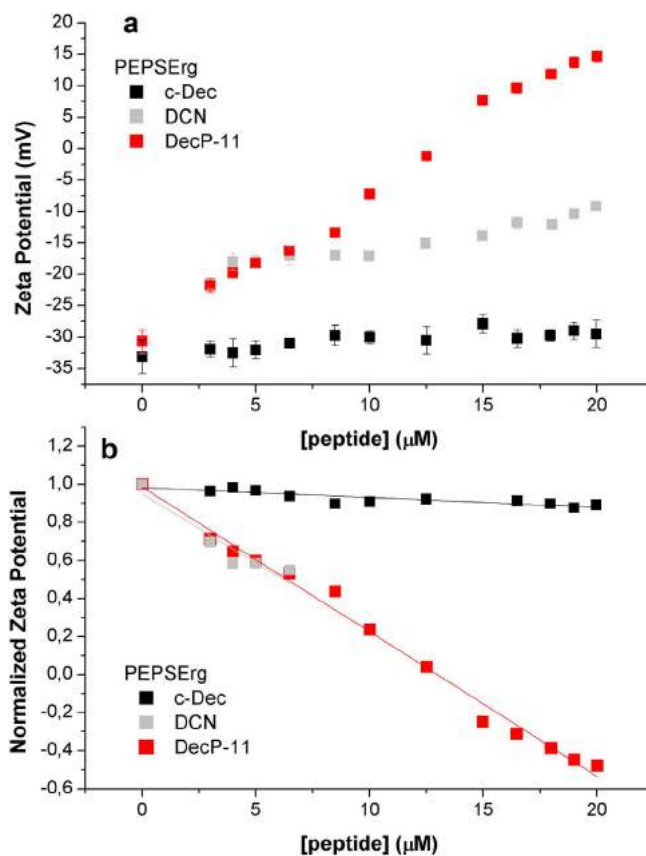 a
20
15
10
5
0
-5
-10
-15
-20
-25
-30
-35
Zeta Potential (mV)
PEPSErg
c-Dec
DCN
DecP-11
0 5 10 15 20
[peptide] (μM)
b
1,2
1,0
0,8
0,6
0,4
0,2
0,0
-0,2
-0,4
-0,6
Normalized Zeta Potential
PEPSErg
c-Dec
DCN
DecP-11
0 5 10 15 20
[peptide] (μM)